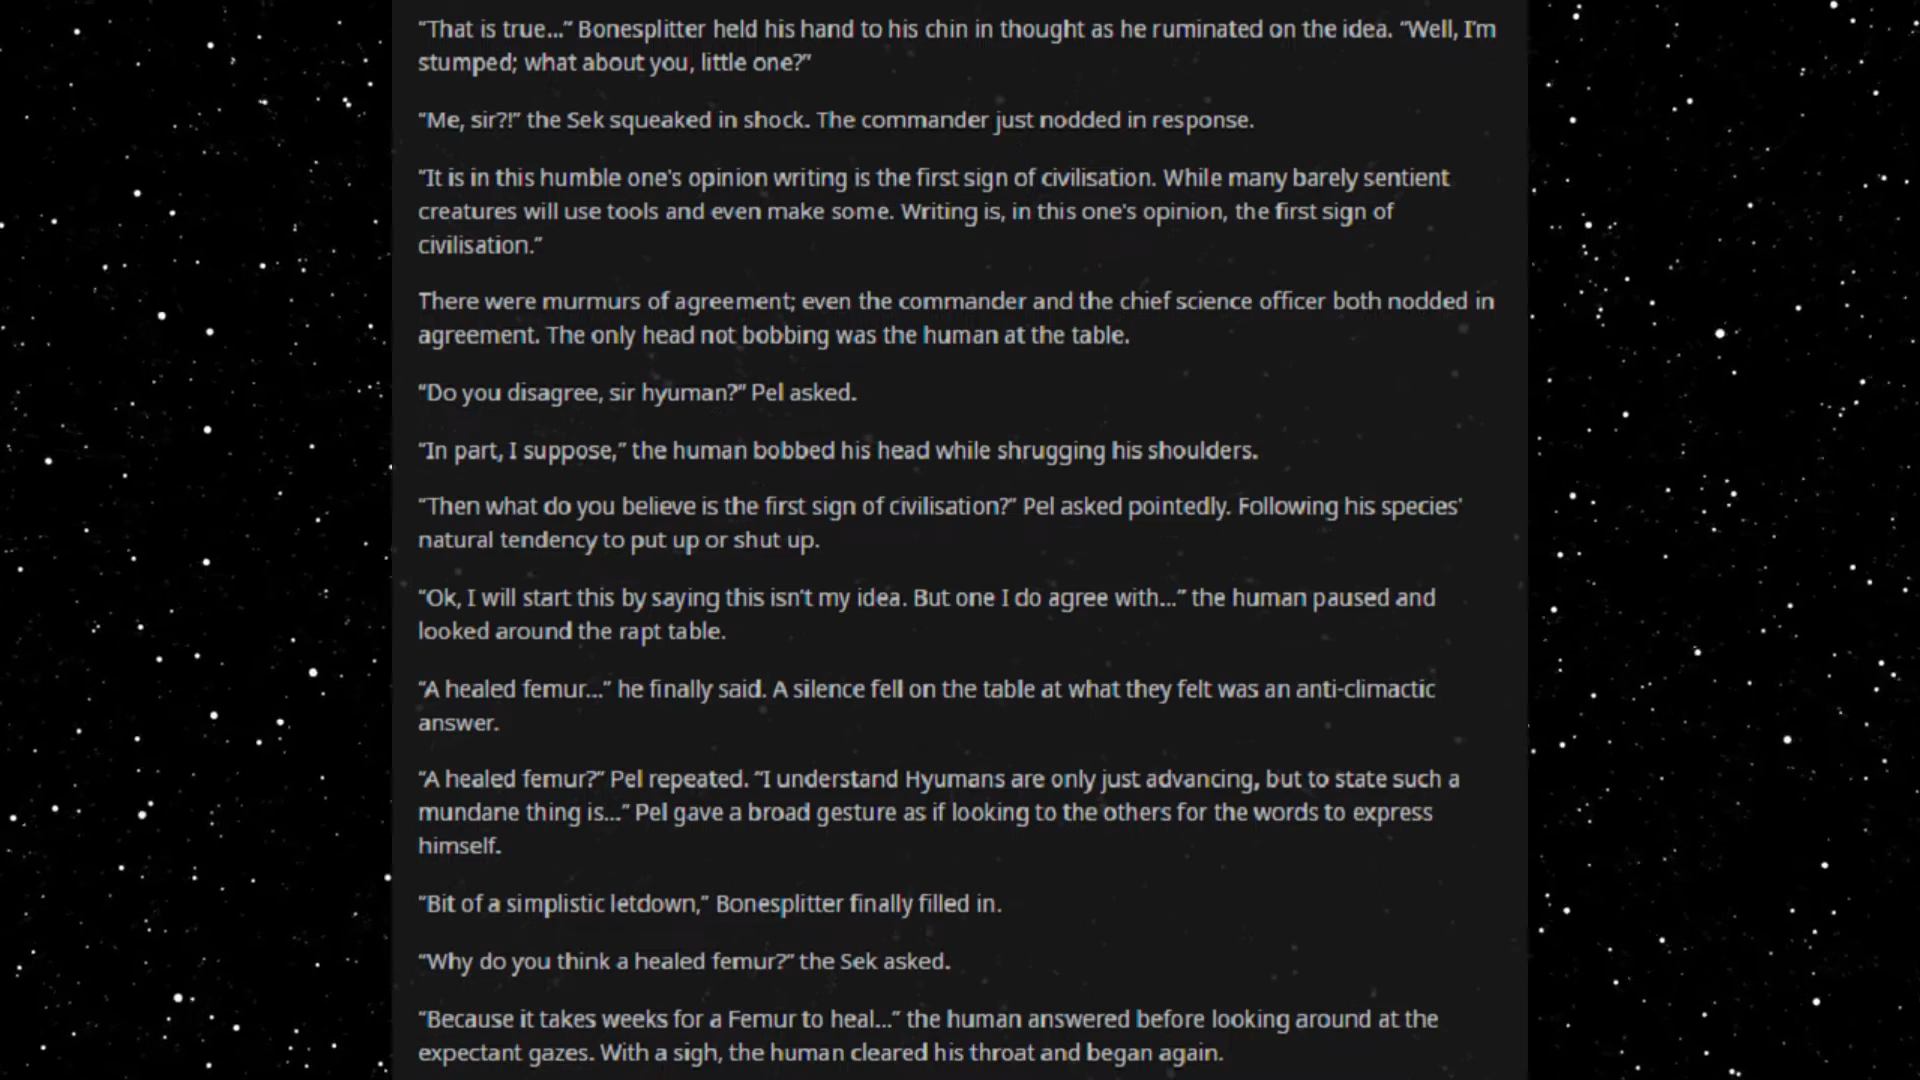 “That is true...” Bonesplitter held his hand to his chin in thought as he ruminated on the idea. “Well, I’m
stumped; what about you, little one?”
“Me, sir?!” the Sek squeaked in shock. The commander just nodded in response.
“It is in this humble one's opinion writing is the first sign of civilisation. While many barely sentient
creatures will use tools and even make some. Writing is, in this one's opinion, the first sign of
civilisation.”
There were murmurs of agreement; even the commander and the chief science officer both nodded in
agreement. The only head not bobbing was the human at the table.
“Do you disagree, sir hyuman?” Pel asked.
“In part, I suppose,” the human bobbed his head while shrugging his shoulders.
“Then what do you believe is the first sign of civilisation?” Pel asked pointedly. Following his species'
natural tendency to put up or shut up.
“Ok, I will start this by saying this isn’t my idea. But one I do agree with...” the human paused and
looked around the rapt table.
“A healed femur...” he finally said. A silence fell on the table at what they felt was an anti-climactic
answer.
“A healed femur?” Pel repeated. “I understand Hyumans are only just advancing, but to state such a
mundane thing is...” Pel gave a broad gesture as if looking to the others for the words to express
himself.
“Bit of a simplistic letdown,” Bonesplitter finally filled in.
“Why do you think a healed femur?” the Sek asked.
“Because it takes weeks for a Femur to heal...” the human answered before looking around at the
expectant gazes. With a sigh, the human cleared his throat and began again.